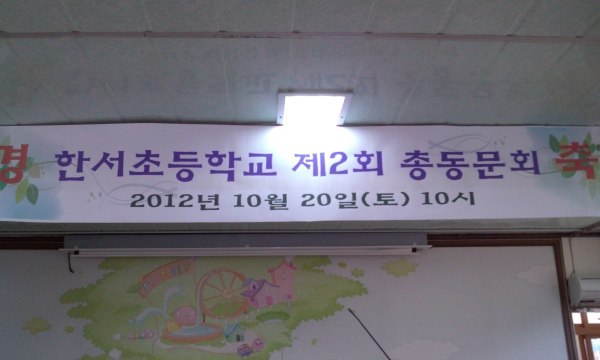 경 한서초등학교 제2회 총동문회 축
2012년 10월 20일(토) 10시